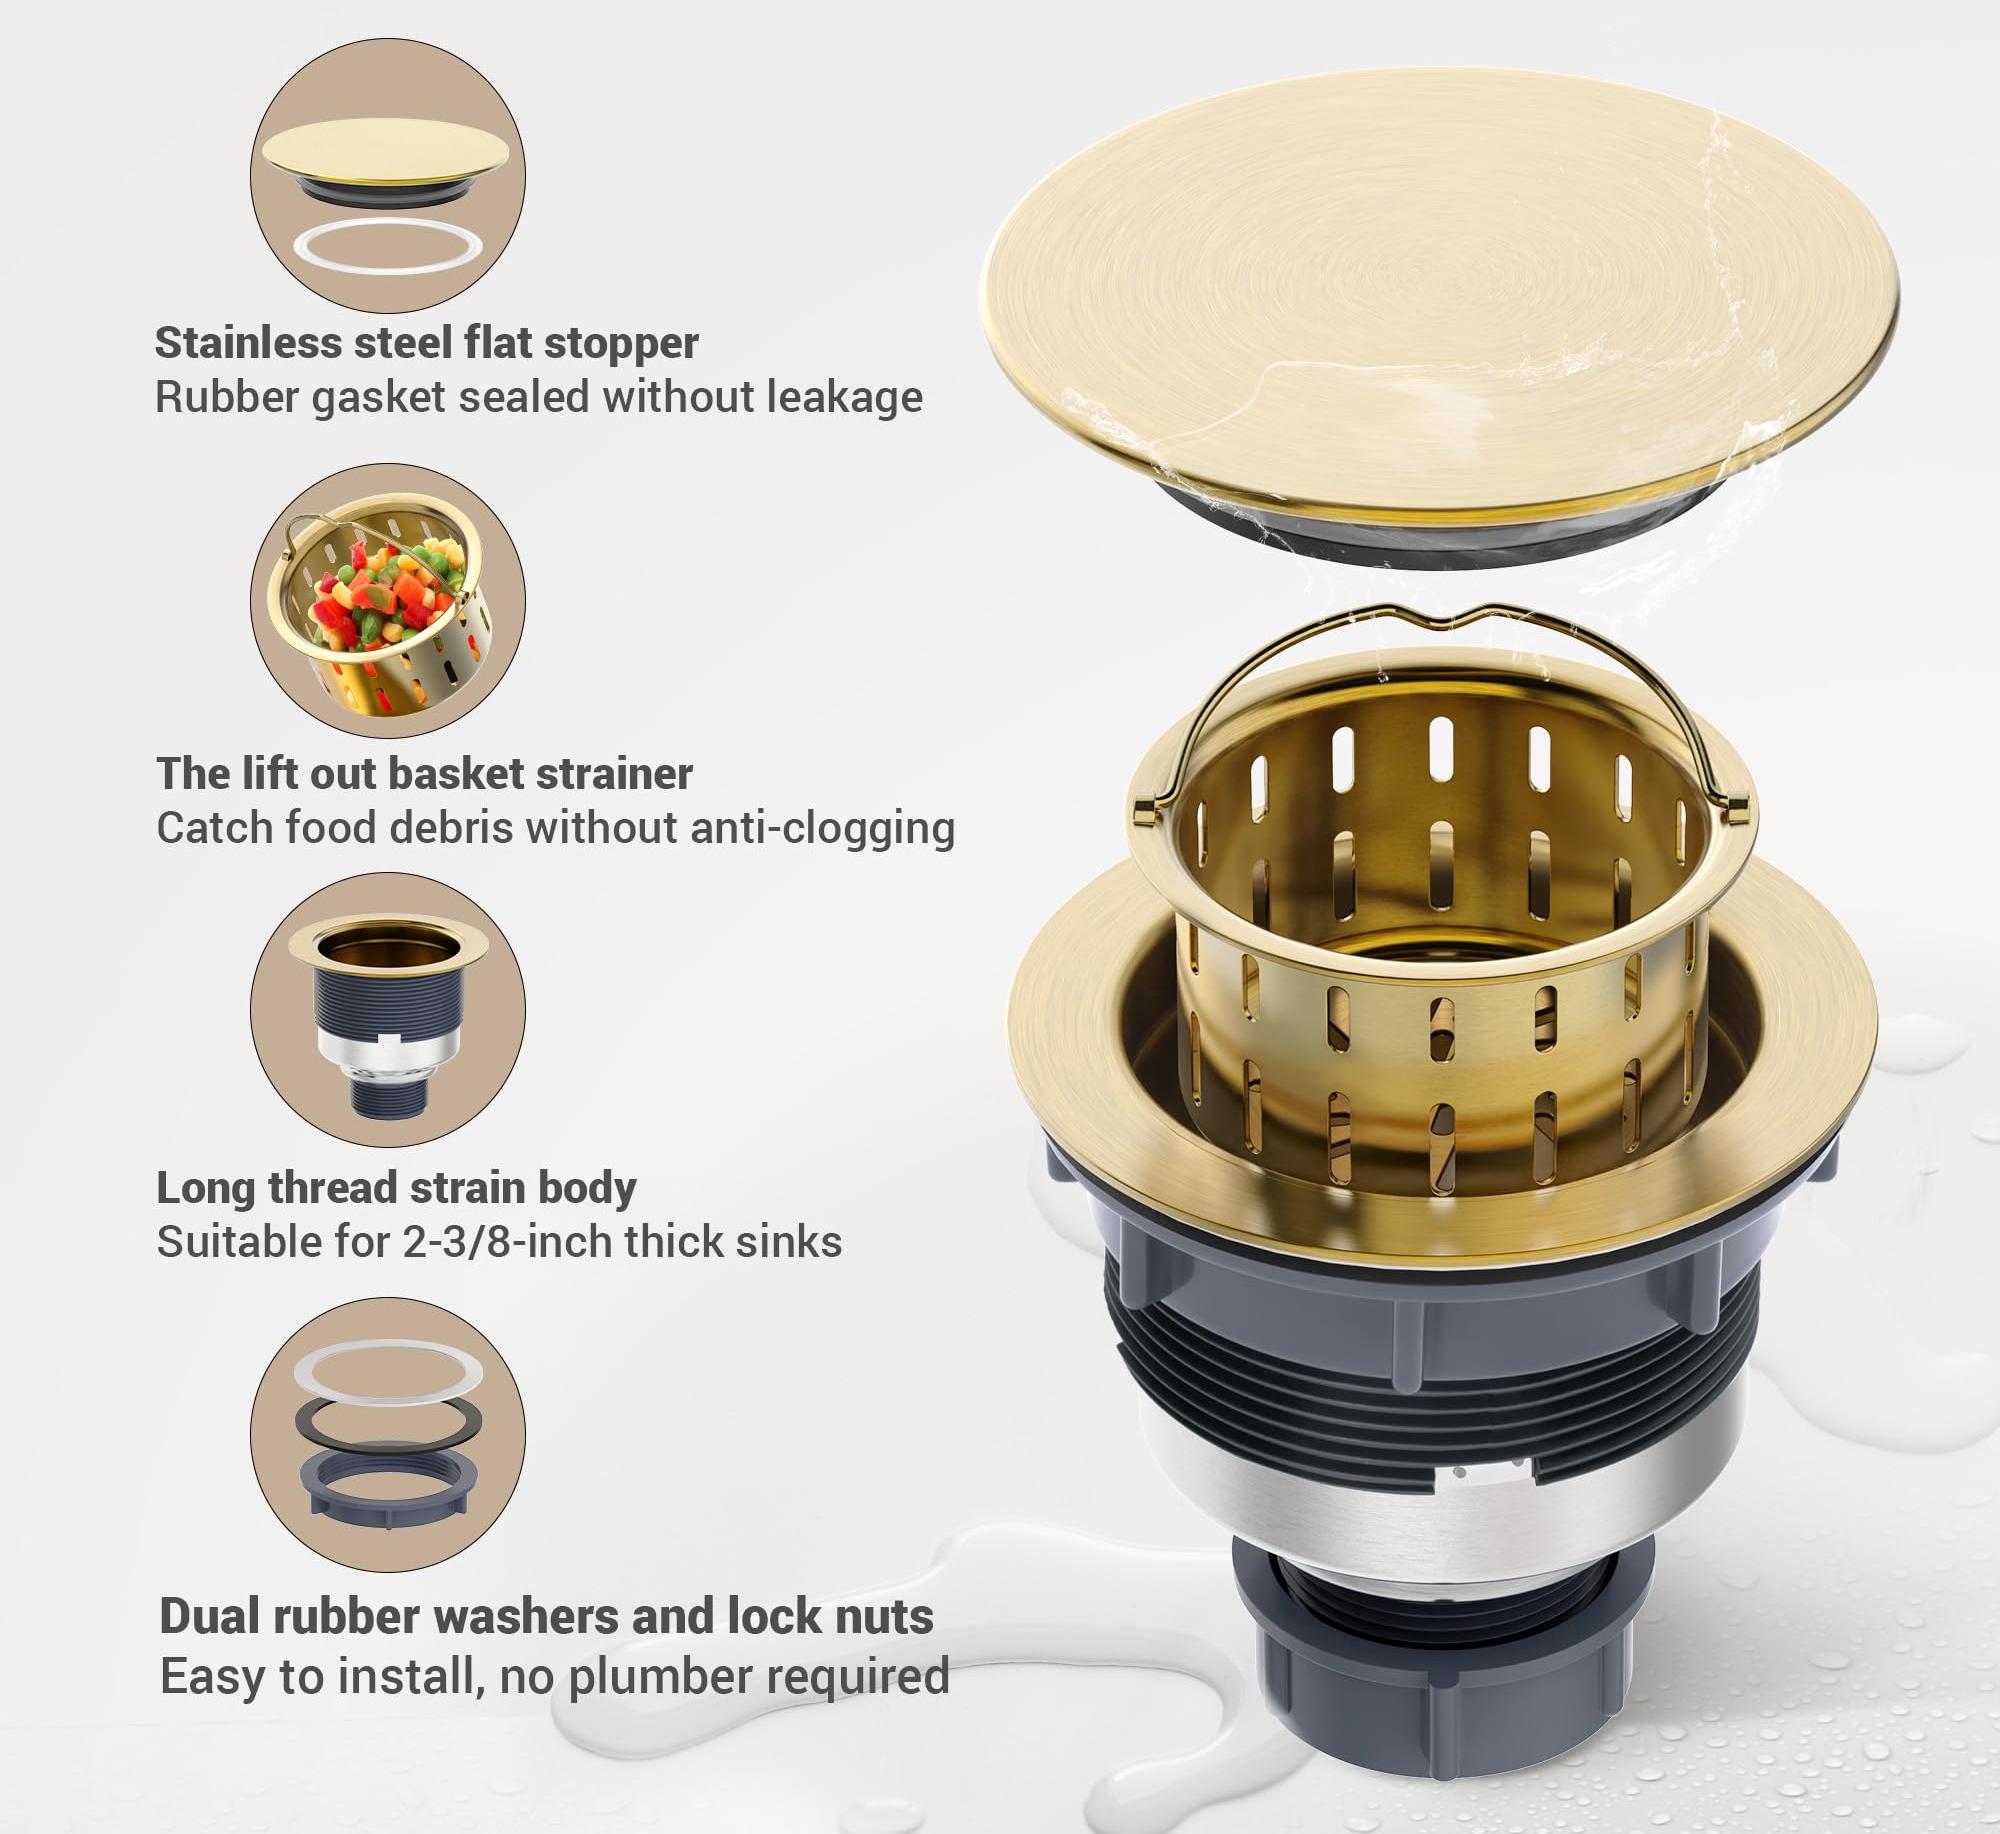 Stainless steel flat stopper
Rubber gasket sealed without leakage
The lift out basket strainer
Catch food debris without anti-clogging
Long thread strain body
Suitable for 2-3/8-inch thick sinks
Dual rubber washers and lock nuts
Easy to install, no plumber required